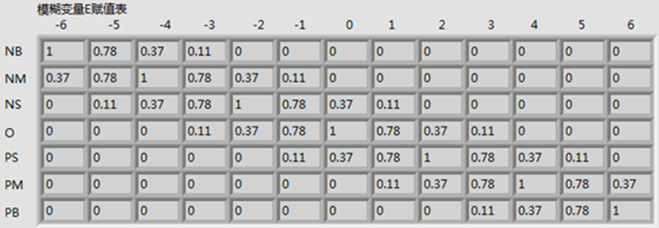 模糊变量E赋值表
-6 -5 -4 -3 -2 -1 0 1 2 3 4 5 6
NB 1 0.78 0.37 0.11 0 0 0 0 0 0 0 0 0
NM 0.37 0.78 1 0.78 0.37 0.11 0 0 0 0 0 0 0
NS 0 0.11 0.37 0.78 1 0.78 0.37 0.11 0 0 0 0 0
O 0 0 0 0.11 0.37 0.78 1 0.78 0.37 0.11 0 0 0
PS 0 0 0 0 0 0.11 0.37 0.78 1 0.78 0.37 0.11 0
PM 0 0 0 0 0 0 0 0.11 0.37 0.78 1 0.78 0.37
PB 0 0 0 0 0 0 0 0 0 0.11 0.37 0.78 1